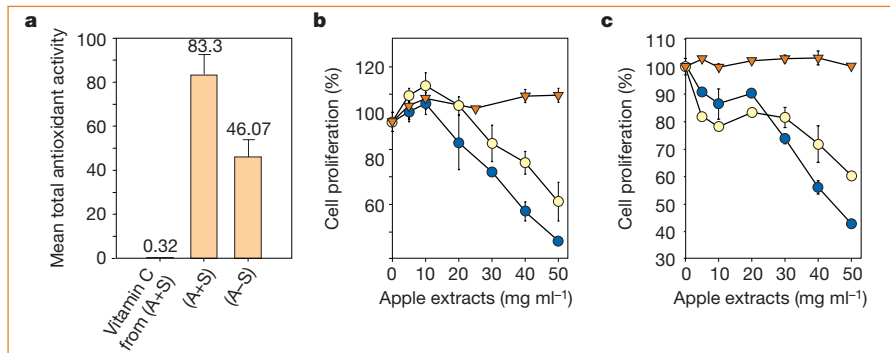 a
Mean total antioxidant activity
100
80
60
40
20
0
0.32
83.3
46.07
Vitamin C
from (A+S)
(A+S)
(A–S)
b
Cell proliferation (%)
120
100
80
60
0 10 20 30 40 50
Apple extracts (mg ml–1)
c
Cell proliferation (%)
110
100
90
80
70
60
50
40
30
0 10 20 30 40 50
Apple extracts (mg ml–1)